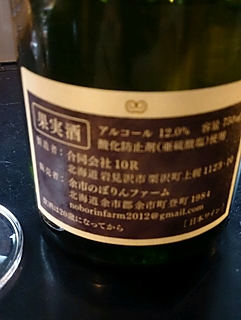 果実酒
アルコール 12.0% 容量 750ml
酸化防止剤(亜硫酸塩)使用
製造者：合同会社 10R
北海道 岩見沢市 栗沢町上幌 1123-10
販売者：余市のぼりんファーム
北海道 余市郡余市町登町 1984
noborinfarm2012@gmail.com
飲酒は20歳になってから
[日本ワイン]